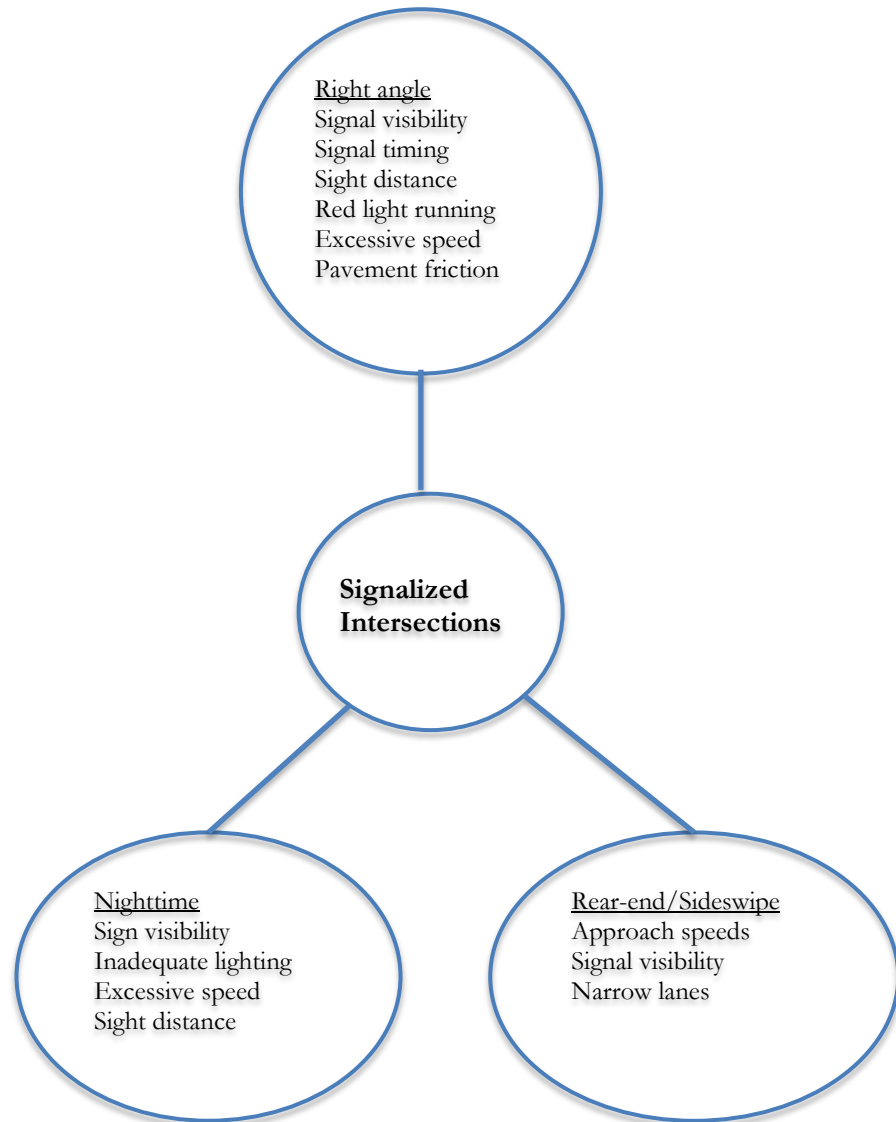 Right angle
Signal visibility
Signal timing
Sight distance
Red light running
Excessive speed
Pavement friction
Signalized
Intersections
Nighttime
Sign visibility
Inadequate lighting
Excessive speed
Sight distance
Rear-end/Sideswipe
Approach speeds
Signal visibility
Narrow lanes